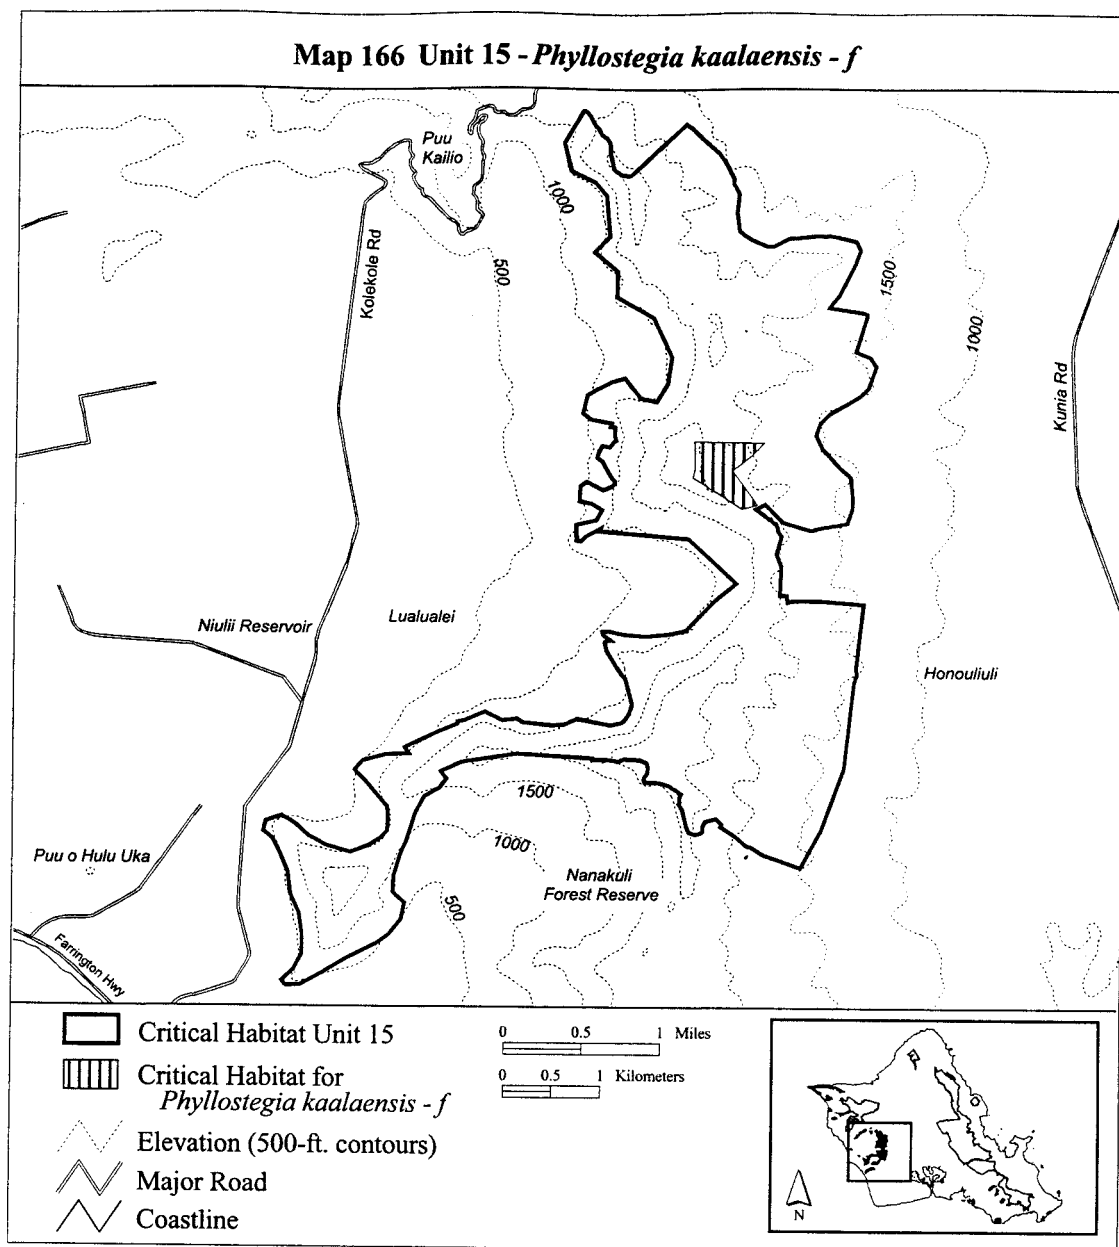 Map 166 Unit 15 - Phyllostegia kaalaensis - f
Puu
Kailio
1000
Kolekole Rd
500
1500
1000
Kunia Rd
Niulii Reservoir
Lualualei
Honouliuli
1500
1000
Puu o Hulu Uka
Nanakuli
Forest Reserve
500
Farrington Hwy
Critical Habitat Unit 15
Critical Habitat for
Phyllostegia kaalaensis - f
Elevation (500-ft. contours)
Major Road
Coastline
0 0.5 1 Miles
0 0.5 1 Kilometers
N